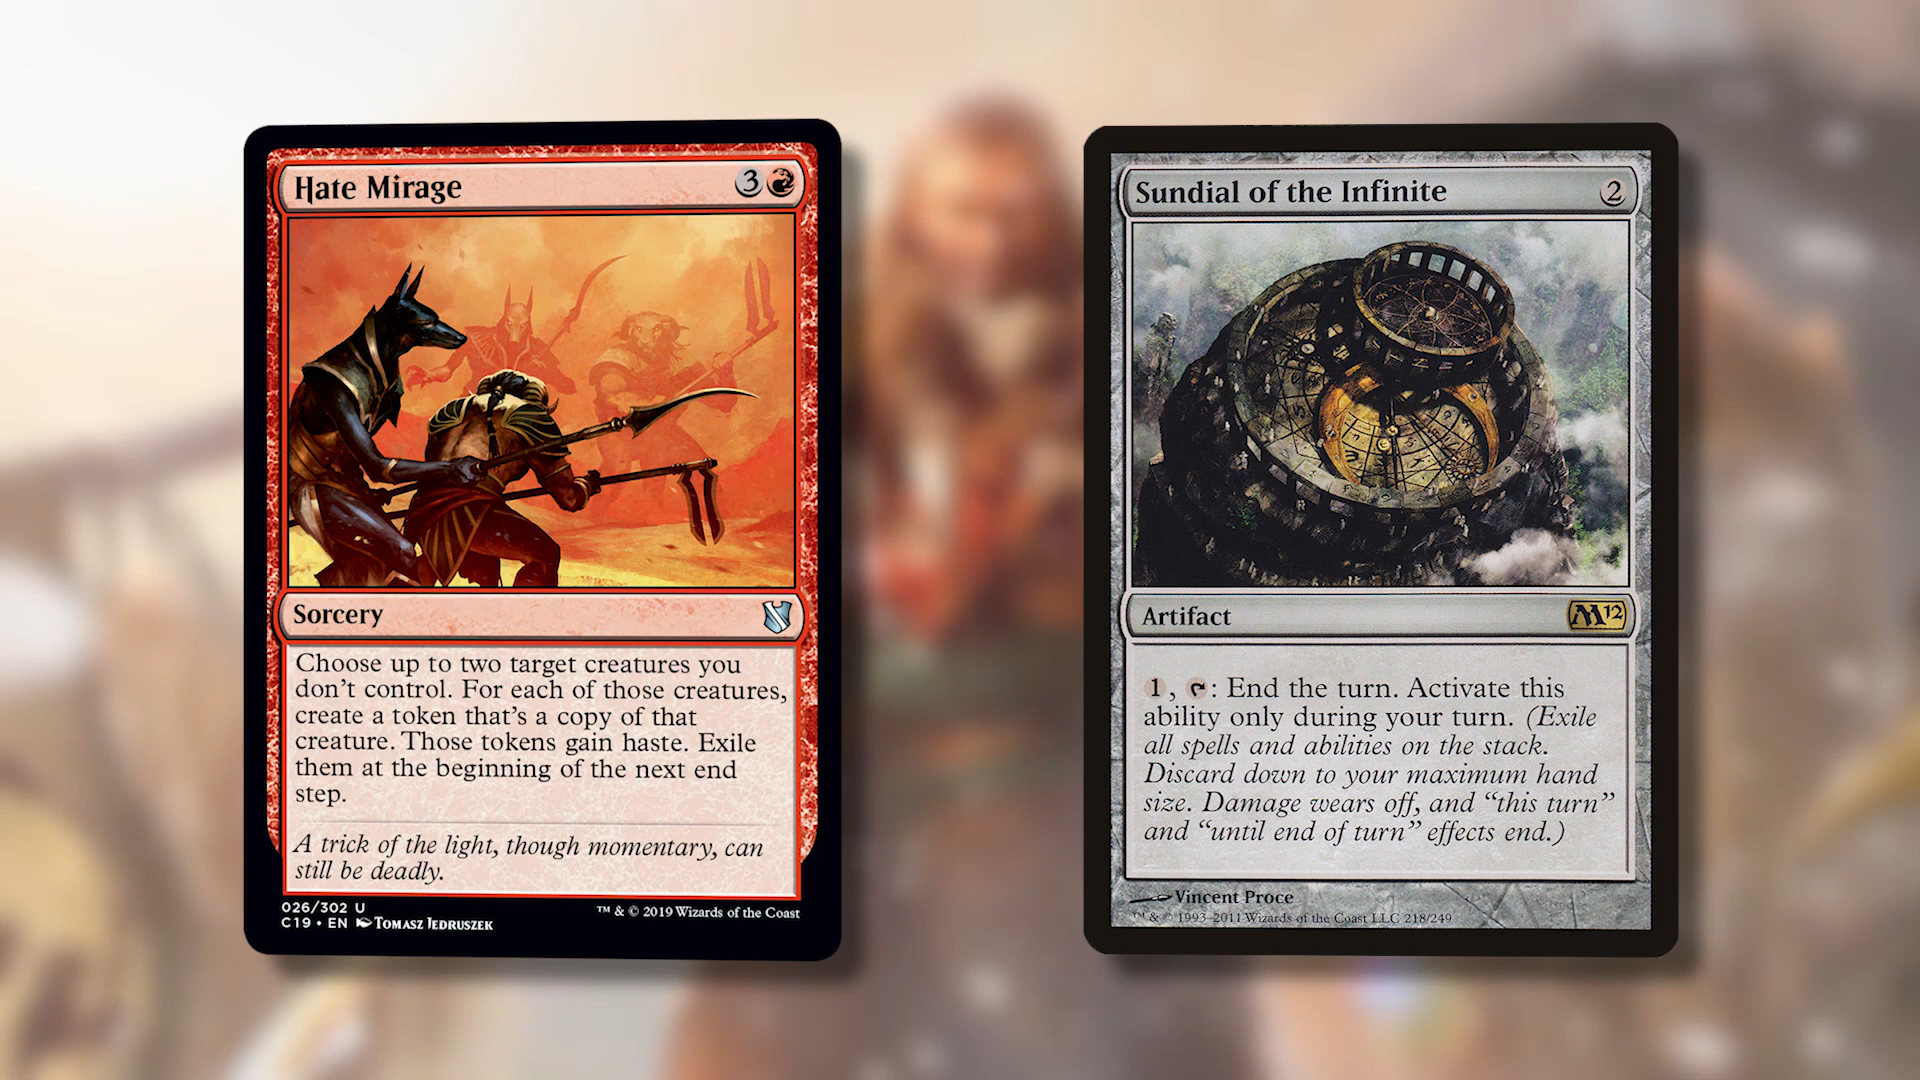 Hate Mirage 3
Sorcery
Choose up to two target creatures you
don't control. For each of those creatures,
create a token that's a copy of that
creature. Those tokens gain haste. Exile
them at the beginning of the next end
step.
A trick of the light, though momentary, can
still be deadly.
026/302 U
C19 • EN Tomasz Jedruszek
™ & © 2019 Wizards of the Coast
Sundial of the Infinite 2
Artifact M12
1, : End the turn. Activate this
ability only during your turn. (Exile
all spells and abilities on the stack.
Discard down to your maximum hand
size. Damage wears off, and “this turn”
and “until end of turn” effects end.)
Vincent Proce
™ & © 1993–2011 Wizards of the Coast LLC 218/249